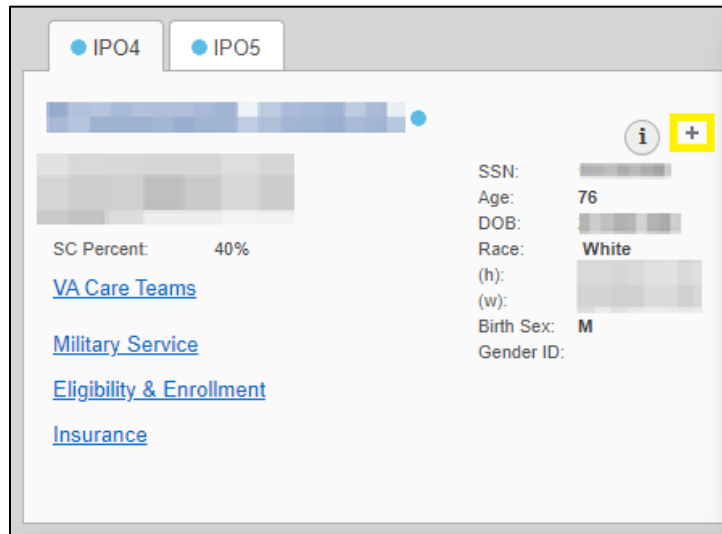 IPO4 IPO5
i +
SSN:
Age: 76
DOB:
SC Percent: 40%
Race: White
VA Care Teams
(h):
(w):
Military Service
Birth Sex: M
Gender ID:
Eligibility & Enrollment
Insurance